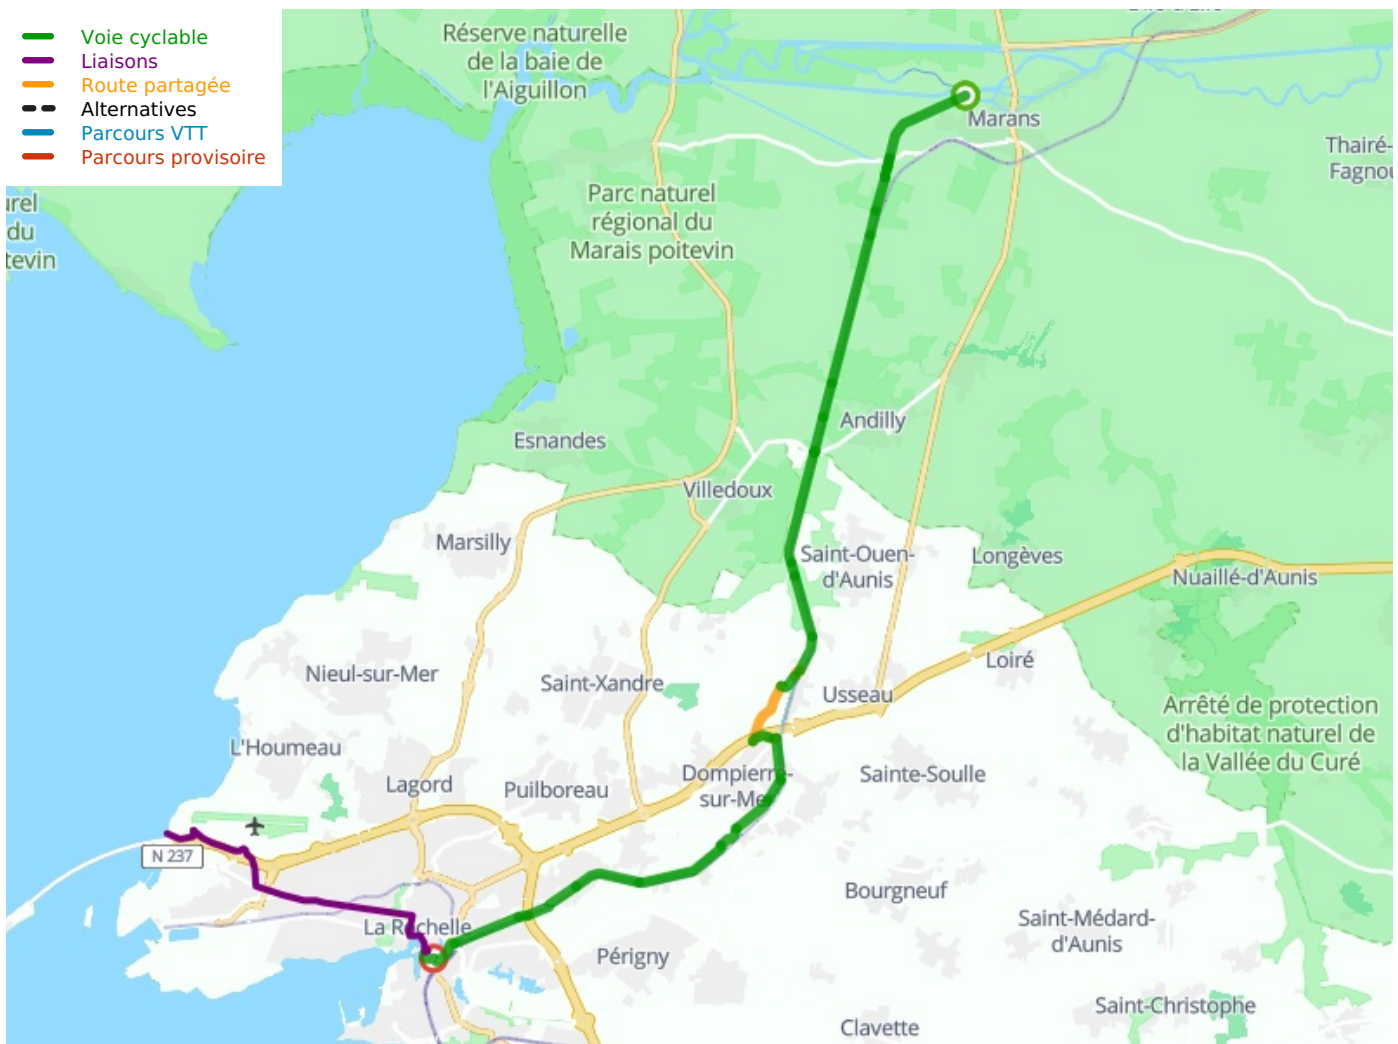 Voie cyclable
Liaisons
Route partagée
Alternatives
Parcours VTT
Parcours provisoire
Réserve naturelle
de la baie de
l'Aiguillon
Marans
Thairé-
Parc naturel
régional du
Marais poitevin
urel
du
tevin
Andilly
Esnandes
Villedoux
Marsilly
Saint-Ouen-
d'Aunis
Longèves
Nuaillé-d'Aunis
Nieul-sur-Mer
Saint-Xandre
Loiré
Usseau
Arrêté de protection
d'habitat naturel de
la Vallée du Curé
L'Houmeau
Lagord
Puilboreau
Dompierre-
sur-Mer
Sainte-Soulle
N 237
Bourgneuf
La Rochelle
Saint-Médard-
d'Aunis
Périgny
Saint-Christophe
Clavette